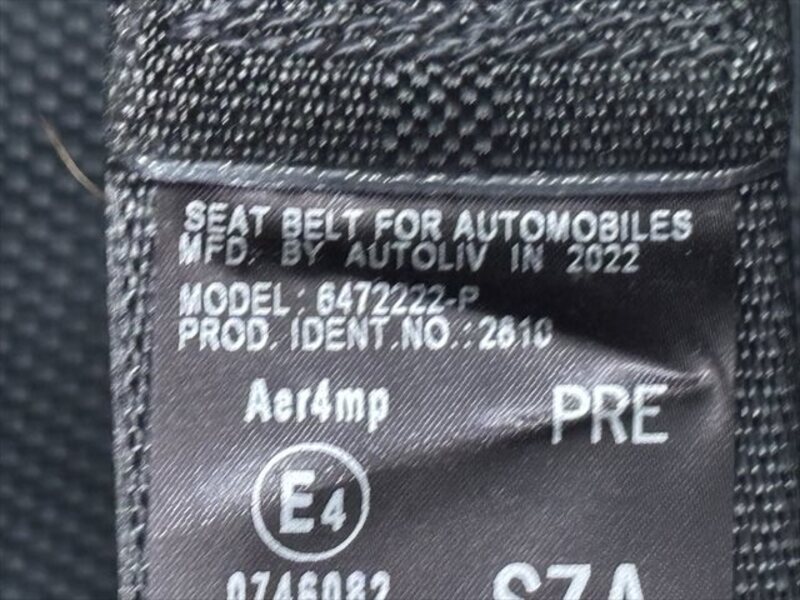 SEAT BELT FOR AUTOMOBILES
MFD. BY AUTOLIV IN 2022
MODEL: 6472222-P
PROD. IDENT.NO.:2610
Aer4mp
PRE
E4
0746082